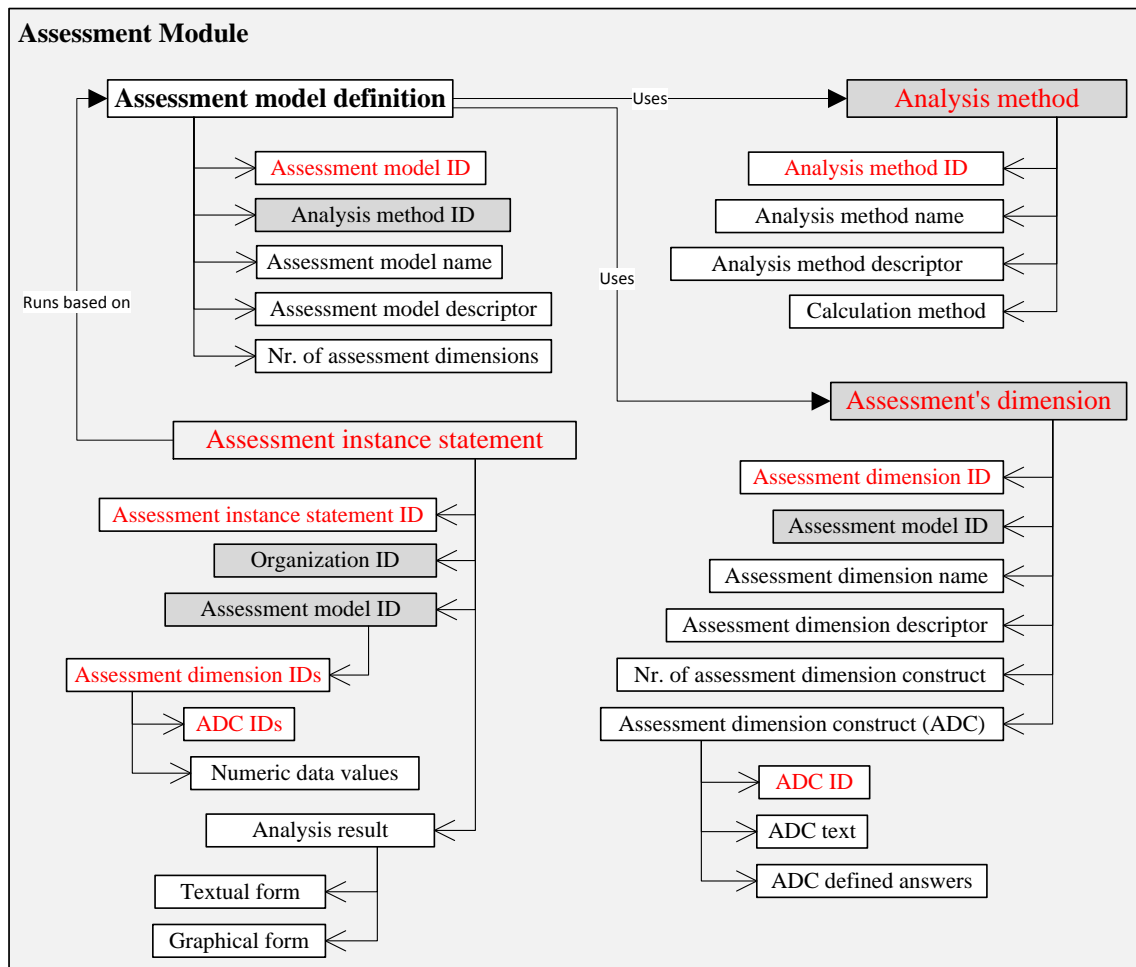 Assessment Module
Assessment model definition
Uses
Analysis method
Assessment model ID
Analysis method ID
Assessment model name
Assessment model descriptor
Nr. of assessment dimensions
Analysis method ID
Analysis method name
Analysis method descriptor
Calculation method
Runs based on
Uses
Assessment instance statement
Assessment instance statement ID
Organization ID
Assessment model ID
Assessment dimension IDs
ADC IDs
Numeric data values
Analysis result
Textual form
Graphical form
Assessment's dimension
Assessment dimension ID
Assessment model ID
Assessment dimension name
Assessment dimension descriptor
Nr. of assessment dimension construct
Assessment dimension construct (ADC)
ADC ID
ADC text
ADC defined answers